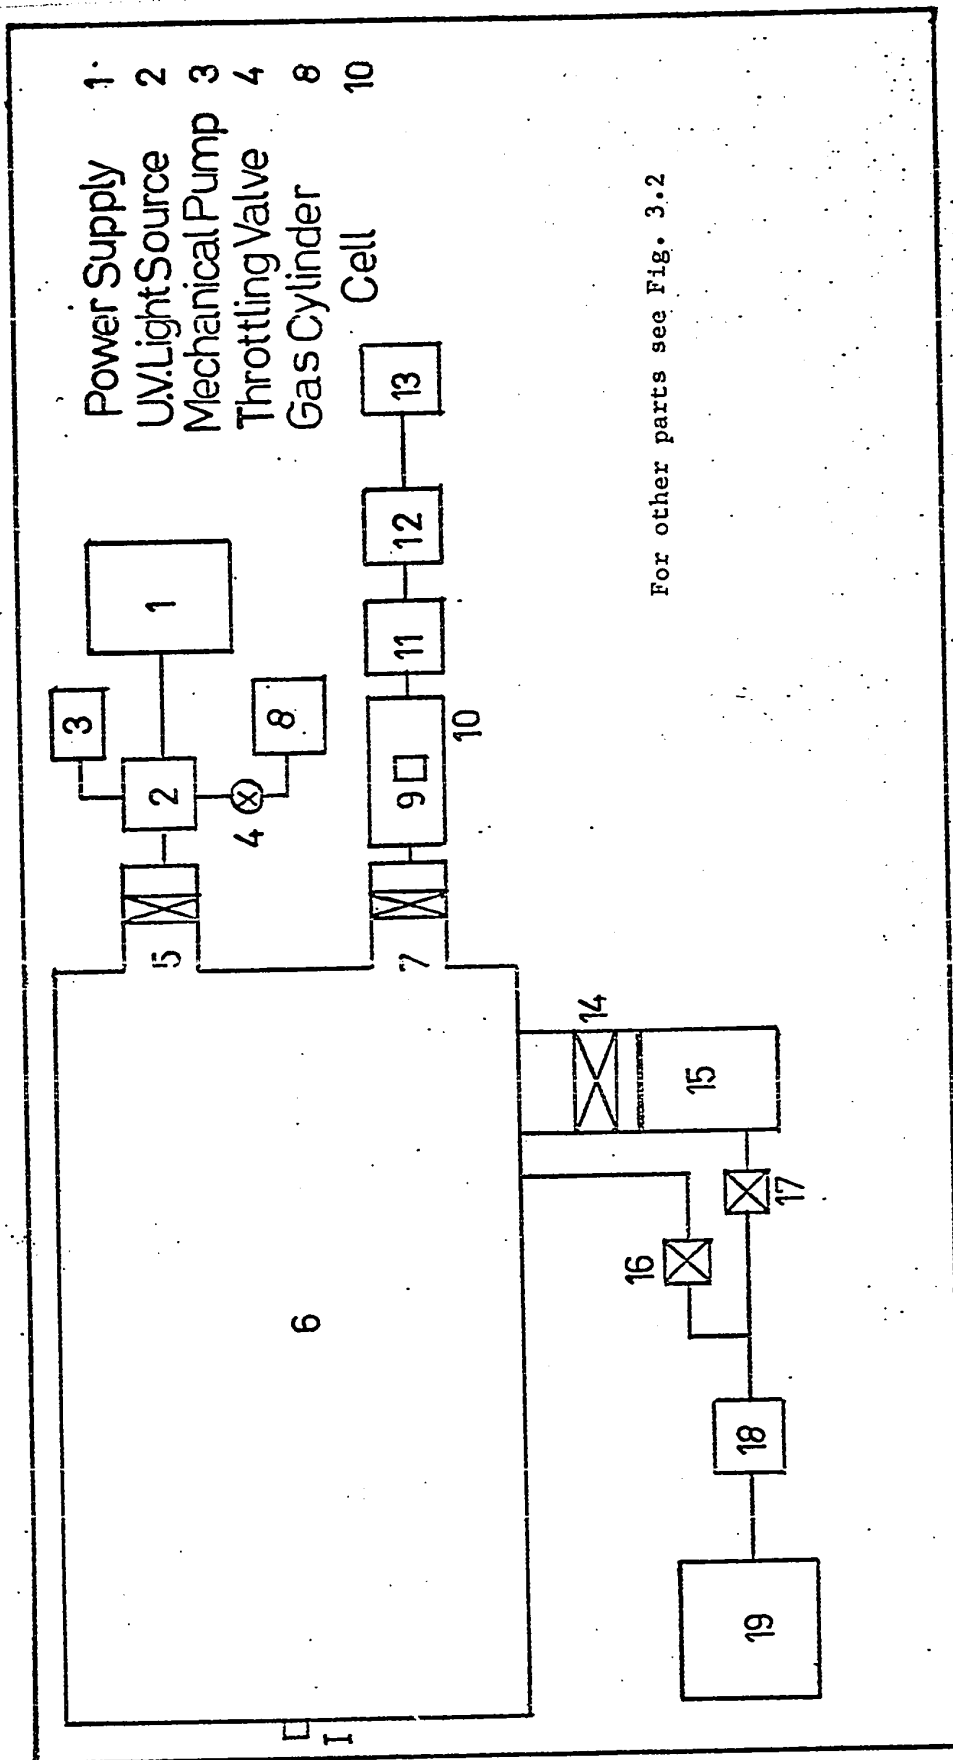 Power Supply 1.
U.V.Light Source 2
Mechanical Pump 3
Throttling Valve 4
Gas Cylinder 8
Cell 10
3
1
2
4
8
5
9
10
11
12
13
7
6
14
15
16
17
18
19
I
For other parts see Fig. 3.2